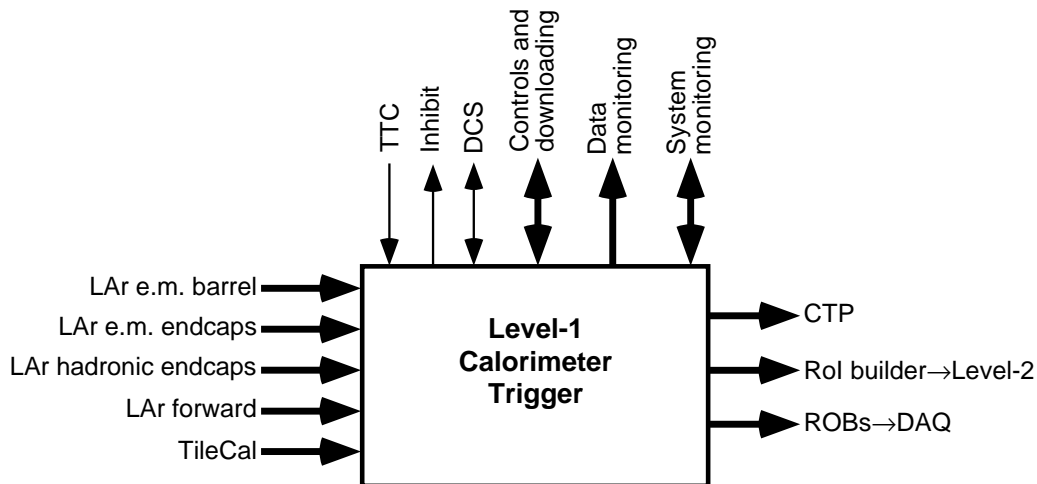 TTC
Inhibit
DCS
Controls and
downloading
Data
monitoring
System
monitoring
LAr e.m. barrel
LAr e.m. endcaps
LAr hadronic endcaps
LAr forward
TileCal
Level-1
Calorimeter
Trigger
CTP
RoI builder→Level-2
ROBs→DAQ